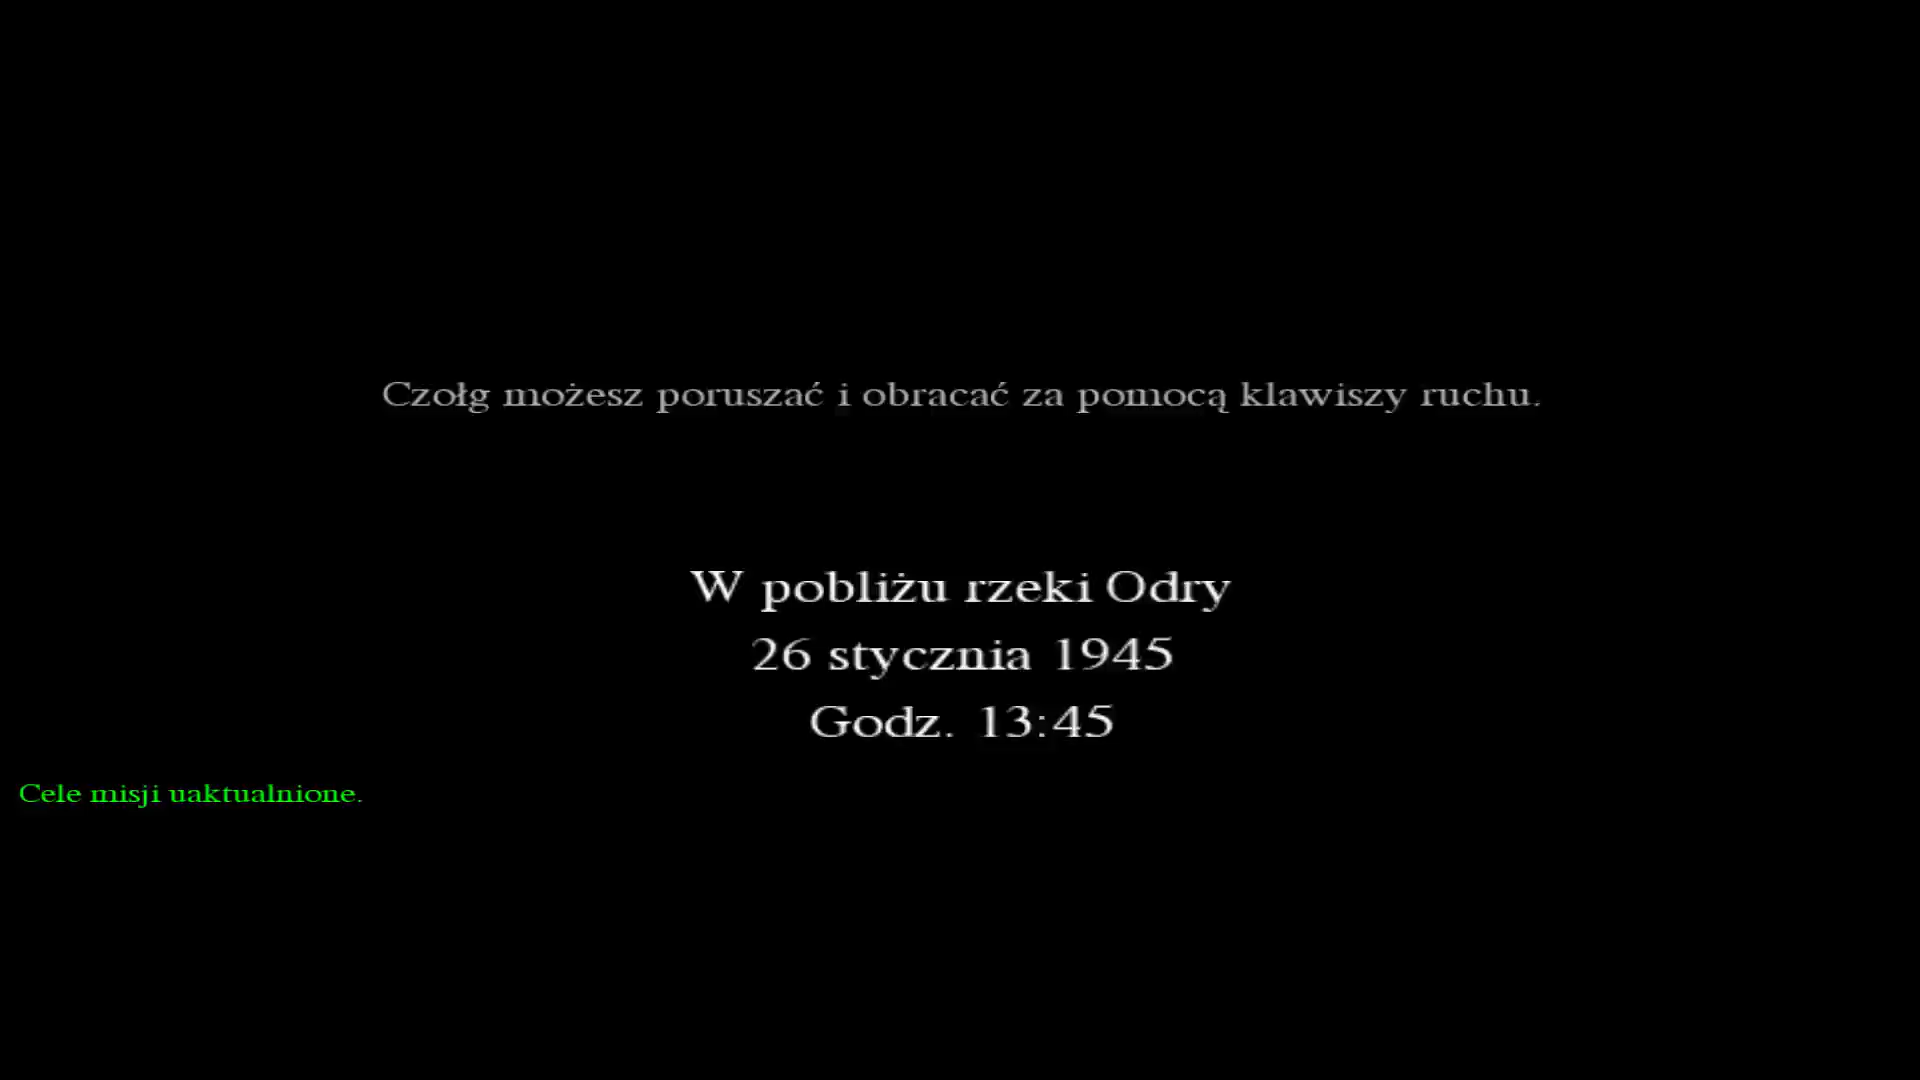 Czołg możesz poruszać i obracać za pomocą klawiszy ruchu.
W pobliżu rzeki Odry
26 stycznia 1945
Godz. 13:45
Cele misji uaktualnione.